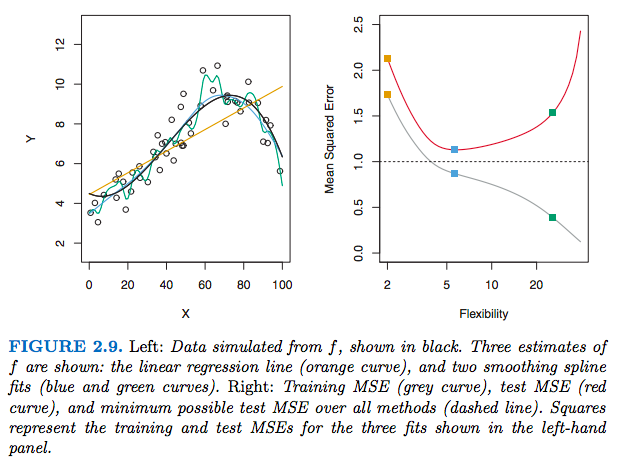 Y
12
10
8
6
4
2
0 20 40 60 80 100
X
Mean Squared Error
2.5
2.0
1.5
1.0
0.5
0.0
2 5 10 20
Flexibility
FIGURE 2.9. Left: Data simulated from f, shown in black. Three estimates of
f are shown: the linear regression line (orange curve), and two smoothing spline
fits (blue and green curves). Right: Training MSE (grey curve), test MSE (red
curve), and minimum possible test MSE over all methods (dashed line). Squares
represent the training and test MSEs for the three fits shown in the left-hand
panel.